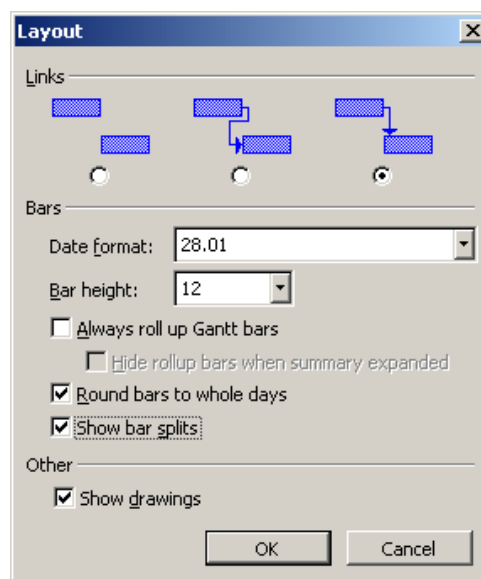 Layout
Links
Bars
Date format: 28.01
Bar height: 12
Always roll up Gantt bars
Hide rollup bars when summary expanded
Round bars to whole days
Show bar splits
Other
Show drawings
OK Cancel